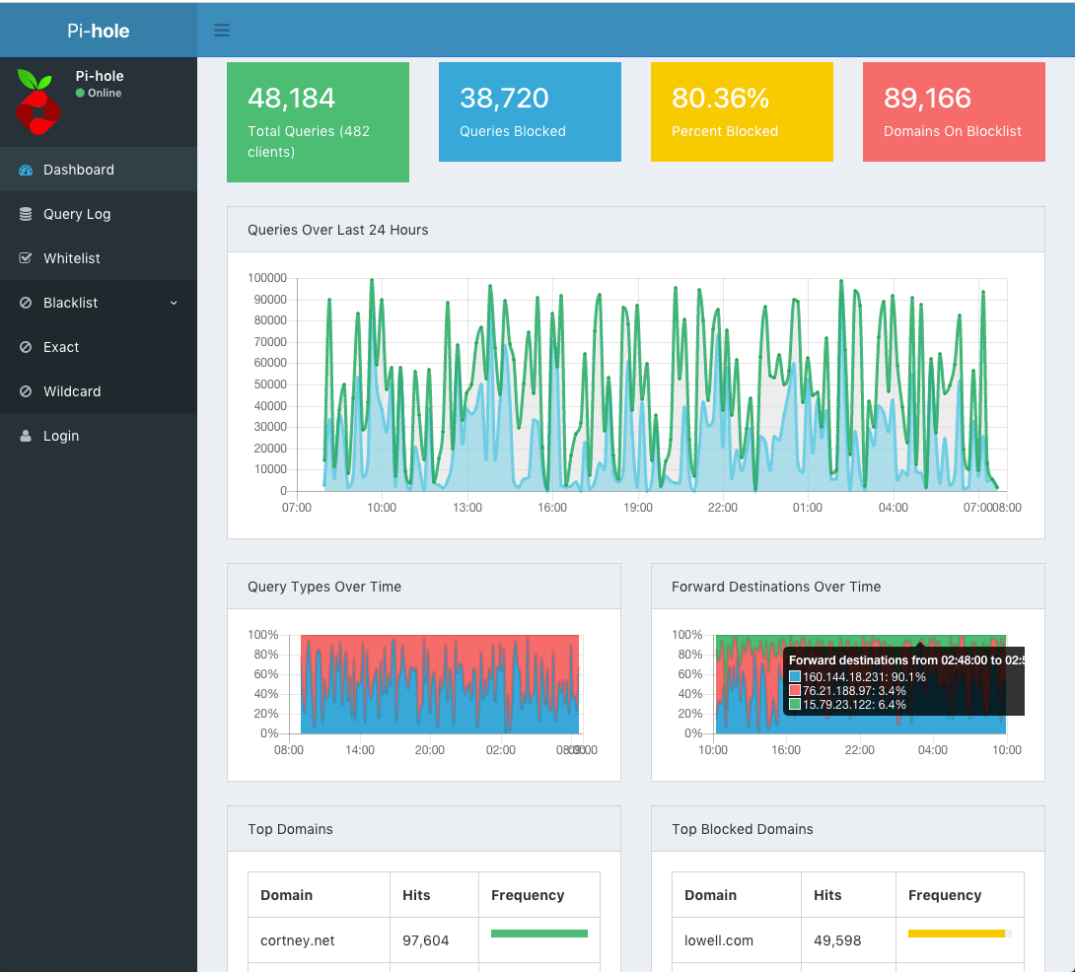 Pi-hole
Pi-hole
Online
Dashboard
Query Log
Whitelist
Blacklist
Exact
Wildcard
Login
48,184
Total Queries (482
clients)
38,720
Queries Blocked
80.36%
Percent Blocked
89,166
Domains On Blocklist
Queries Over Last 24 Hours
100000
90000
80000
70000
60000
50000
40000
30000
20000
10000
0
07:00 10:00 13:00 16:00 19:00 22:00 01:00 04:00 07:00 08:00
Query Types Over Time
100%
80%
60%
40%
20%
0%
08:00 14:00 20:00 02:00
Forward Destinations Over Time
100%
80%
60%
40%
20%
0%
10:00 16:00 22:00 04:00 10:00
Forward destinations from 02:48:00 to 02:5
160.144.18.231: 90.1%
76.21.188.97: 3.4%
15.79.23.122: 6.4%
Top Domains
Domain Hits Frequency
cortney.net 97,604
Top Blocked Domains
Domain Hits Frequency
lowell.com 49,598